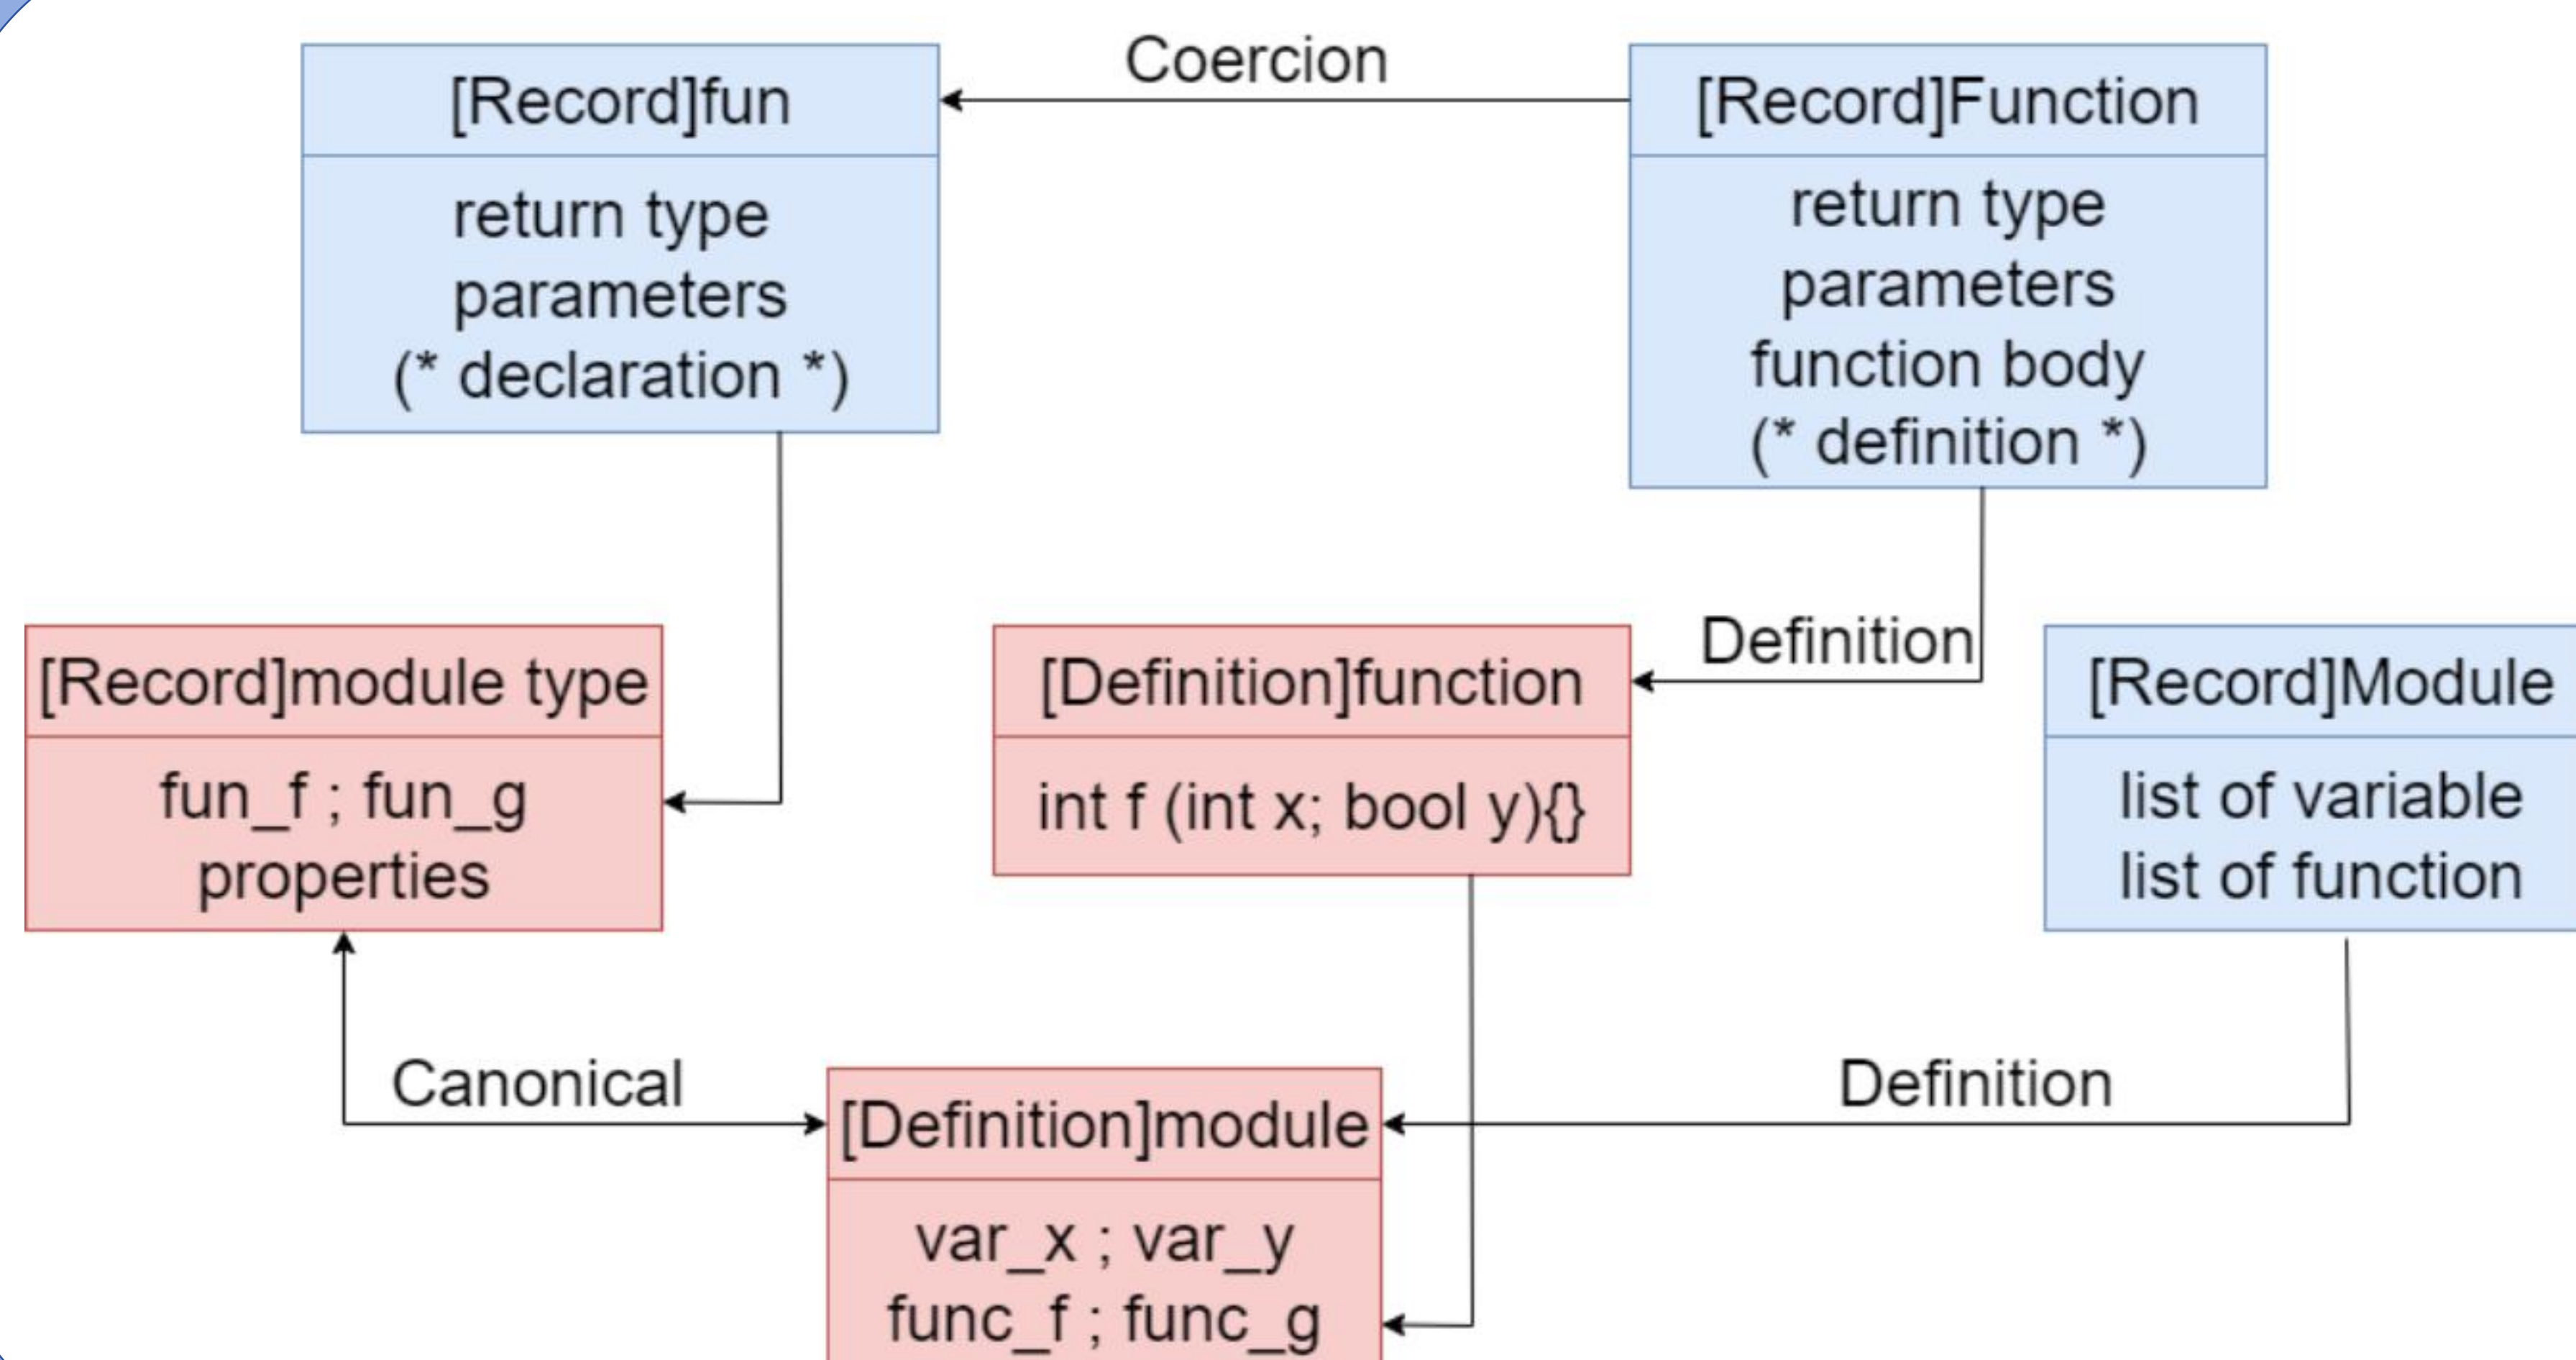 Coercion
[Record]fun
return type
parameters
(* declaration *)
[Record]Function
return type
parameters
function body
(* definition *)
Definition
[Record]module type
fun_f ; fun_g
properties
[Definition]function
int f (int x; bool y){}
[Record]Module
list of variable
list of function
Canonical
Definition
[Definition]module
var_x ; var_y
func_f ; func_g